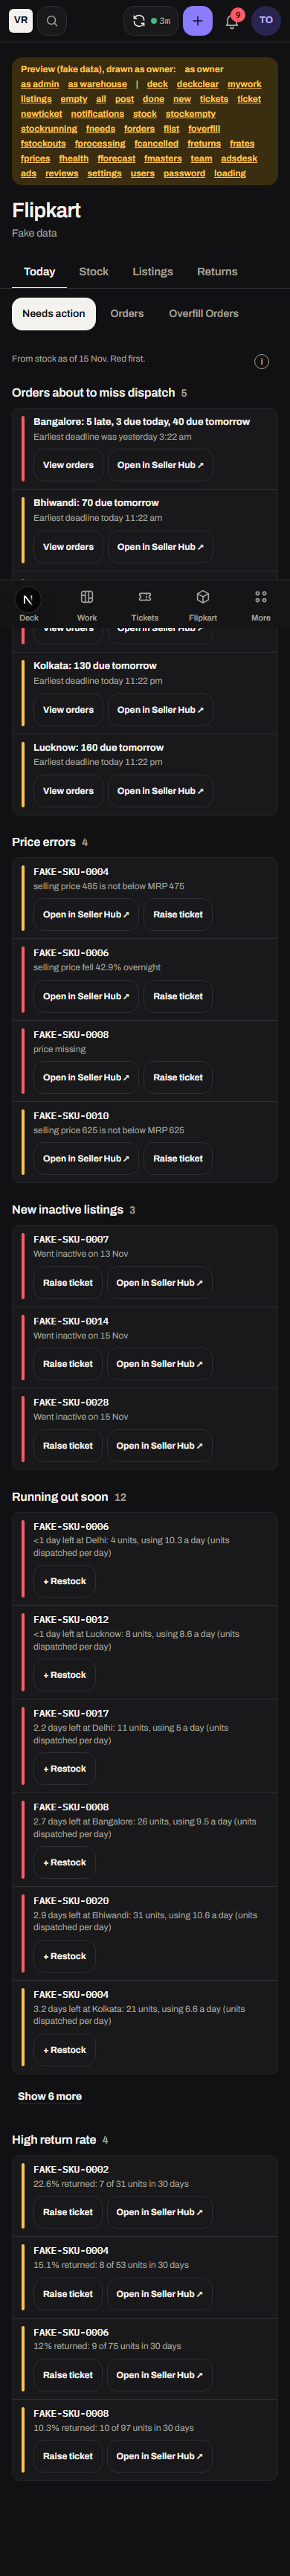 VR 3m + 9 TO
Preview (fake data), drawn as owner: as owner
as admin as warehouse | deck deckclear mywork
listings empty all post done new tickets ticket
newticket notifications stock stockempty
stockrunning fneeds forders flist foverfill
fstockouts fprocessing fcancelled freturns frates
fprices fhealth fforecast fmasters team adsdesk
ads reviews settings users password loading
Flipkart
Fake data
Today Stock Listings Returns
Needs action Orders Overfill Orders
From stock as of 15 Nov. Red first.
Orders about to miss dispatch 5
Bangalore: 5 late, 3 due today, 40 due tomorrow
Earliest deadline was yesterday 3:22 am
View orders Open in Seller Hub ↗
Bhiwandi: 70 due tomorrow
Earliest deadline today 11:22 am
View orders Open in Seller Hub ↗
N
Deck Work Tickets Flipkart More
View orders Open in Seller Hub ↗
Kolkata: 130 due tomorrow
Earliest deadline today 11:22 pm
View orders Open in Seller Hub ↗
Lucknow: 160 due tomorrow
Earliest deadline today 11:22 pm
View orders Open in Seller Hub ↗
Price errors 4
FAKE-SKU-0004
selling price 485 is not below MRP 475
Open in Seller Hub ↗ Raise ticket
FAKE-SKU-0006
selling price fell 42.9% overnight
Open in Seller Hub ↗ Raise ticket
FAKE-SKU-0008
price missing
Open in Seller Hub ↗ Raise ticket
FAKE-SKU-0010
selling price 625 is not below MRP 625
Open in Seller Hub ↗ Raise ticket
New inactive listings 3
FAKE-SKU-0007
Went inactive on 13 Nov
Raise ticket Open in Seller Hub ↗
FAKE-SKU-0014
Went inactive on 15 Nov
Raise ticket Open in Seller Hub ↗
FAKE-SKU-0028
Went inactive on 15 Nov
Raise ticket Open in Seller Hub ↗
Running out soon 12
FAKE-SKU-0006
<1 day left at Delhi: 4 units, using 10.3 a day (units
dispatched per day)
+ Restock
FAKE-SKU-0012
<1 day left at Lucknow: 8 units, using 8.6 a day (units
dispatched per day)
+ Restock
FAKE-SKU-0017
2.2 days left at Delhi: 11 units, using 5 a day (units
dispatched per day)
+ Restock
FAKE-SKU-0008
2.7 days left at Bangalore: 26 units, using 9.5 a day (units
dispatched per day)
+ Restock
FAKE-SKU-0020
2.9 days left at Bhiwandi: 31 units, using 10.6 a day (units
dispatched per day)
+ Restock
FAKE-SKU-0004
3.2 days left at Kolkata: 21 units, using 6.6 a day (units
dispatched per day)
+ Restock
Show 6 more
High return rate 4
FAKE-SKU-0002
22.6% returned: 7 of 31 units in 30 days
Raise ticket Open in Seller Hub ↗
FAKE-SKU-0004
15.1% returned: 8 of 53 units in 30 days
Raise ticket Open in Seller Hub ↗
FAKE-SKU-0006
12% returned: 9 of 75 units in 30 days
Raise ticket Open in Seller Hub ↗
FAKE-SKU-0008
10.3% returned: 10 of 97 units in 30 days
Raise ticket Open in Seller Hub ↗